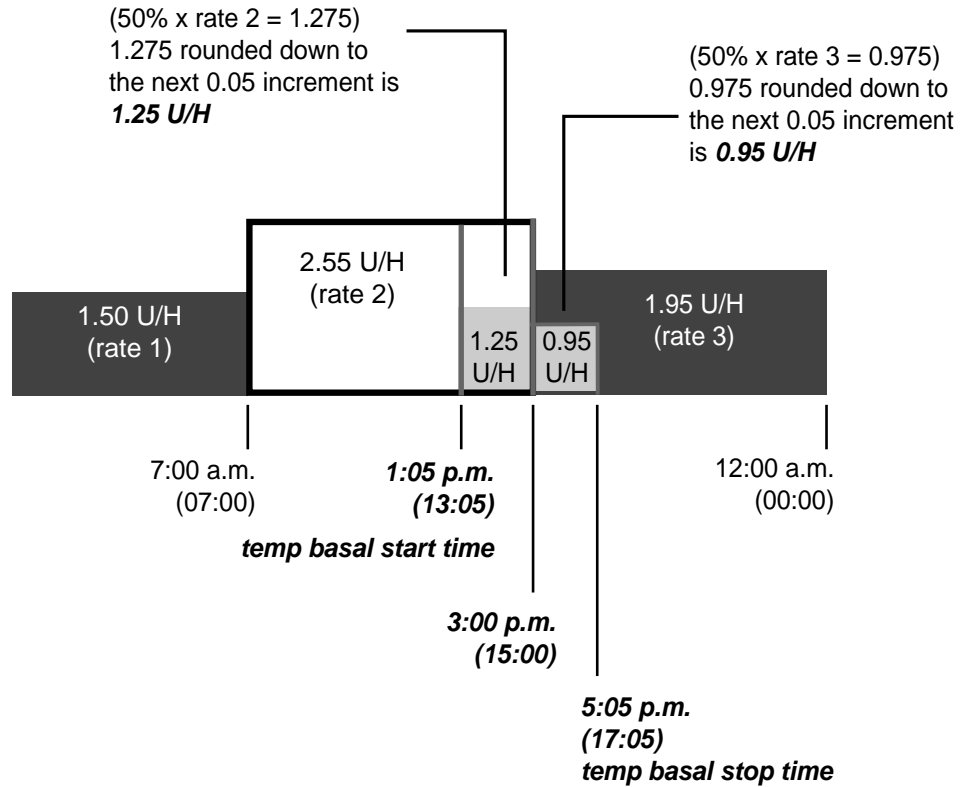 (50% x rate 2 = 1.275)
1.275 rounded down to
the next 0.05 increment is
1.25 U/H
(50% x rate 3 = 0.975)
0.975 rounded down to
the next 0.05 increment
is 0.95 U/H
1.50 U/H
(rate 1)
2.55 U/H
(rate 2)
1.25
U/H
0.95
U/H
1.95 U/H
(rate 3)
7:00 a.m.
(07:00)
1:05 p.m.
(13:05)
temp basal start time
3:00 p.m.
(15:00)
5:05 p.m.
(17:05)
temp basal stop time
12:00 a.m.
(00:00)